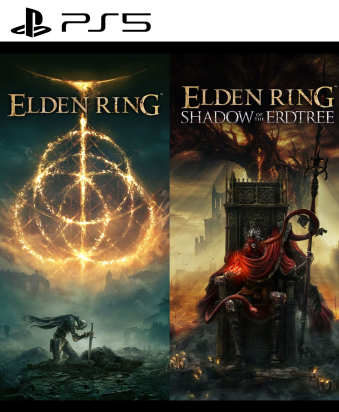 PS5
ELDEN RING
ELDEN RING
SHADOW OF THE ERDTREE